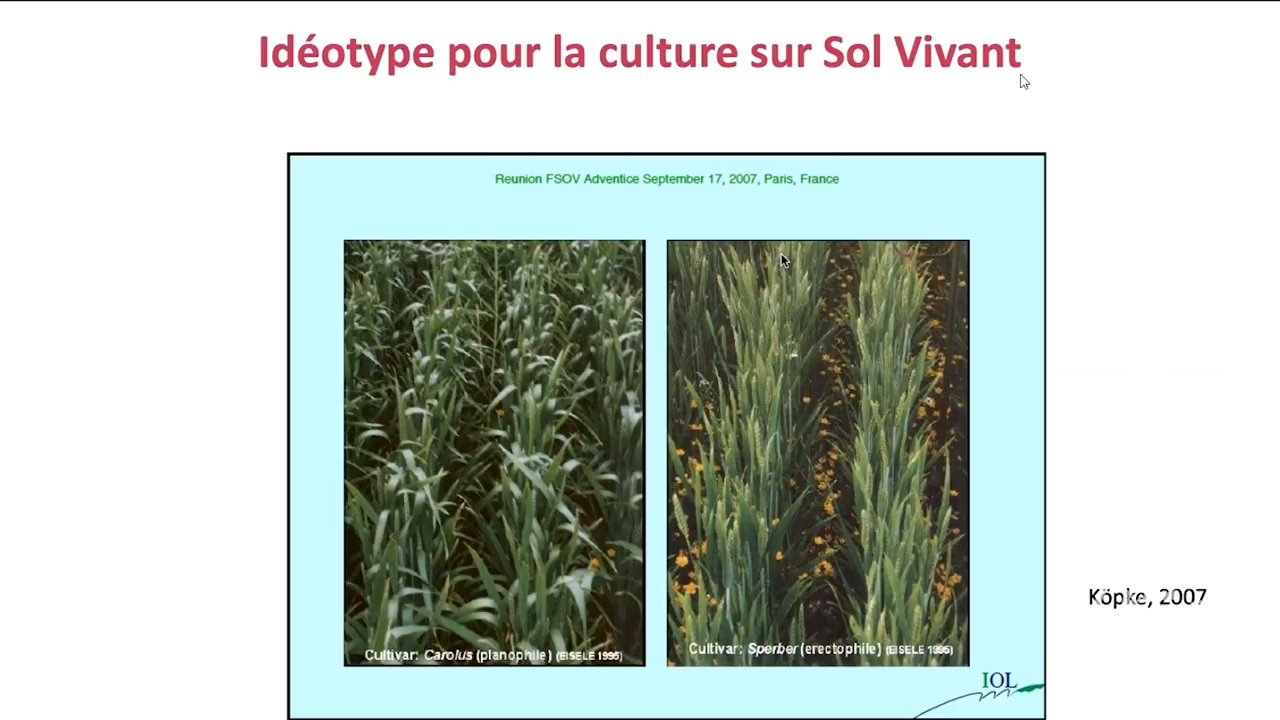 Idéotype pour la culture sur Sol Vivant
Reunion FSOV Adventice September 17, 2007, Paris, France
Cultivar: Carolus (planophile) (EISELE 1995)
Cultivar: Sperber (erectophile) (EISELE 1995)
Köpke, 2007
IOL